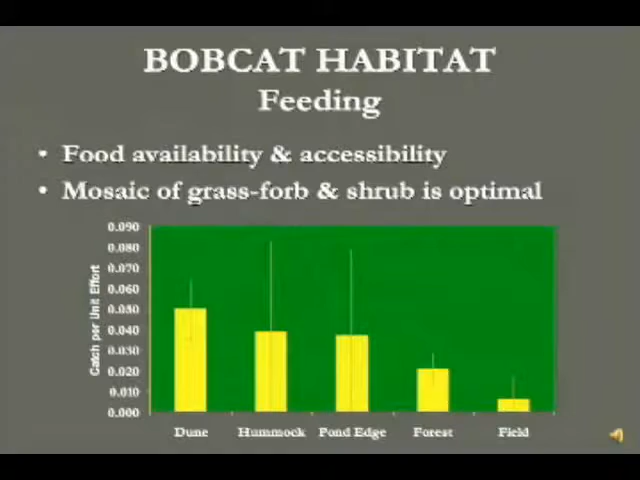 BOBCAT HABITAT
Feeding
• Food availability & accessibility
• Mosaic of grass-forb & shrub is optimal
Catch per Unit Effort
0.090
0.080
0.070
0.060
0.050
0.040
0.030
0.020
0.010
0.000
Dune Hummock Pond Edge Forest Field